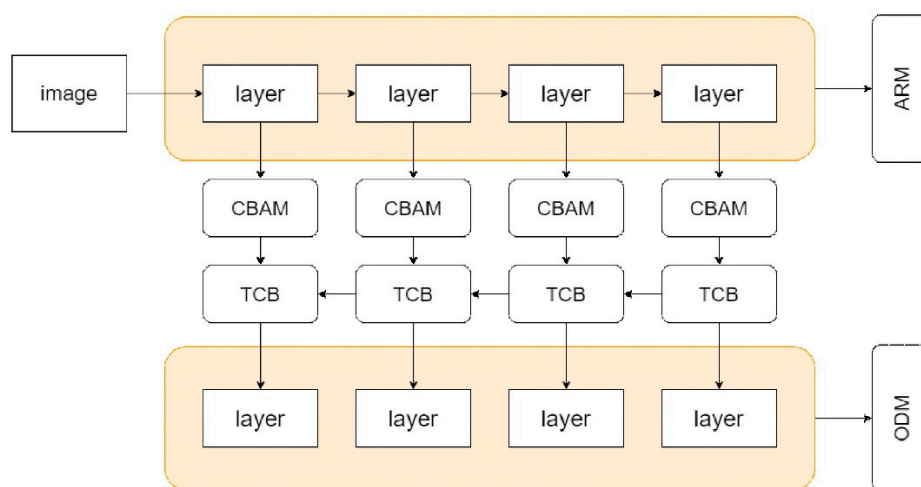 image
layer
layer
layer
layer
ARM
CBAM
CBAM
CBAM
CBAM
TCB
TCB
TCB
TCB
layer
layer
layer
layer
ODM